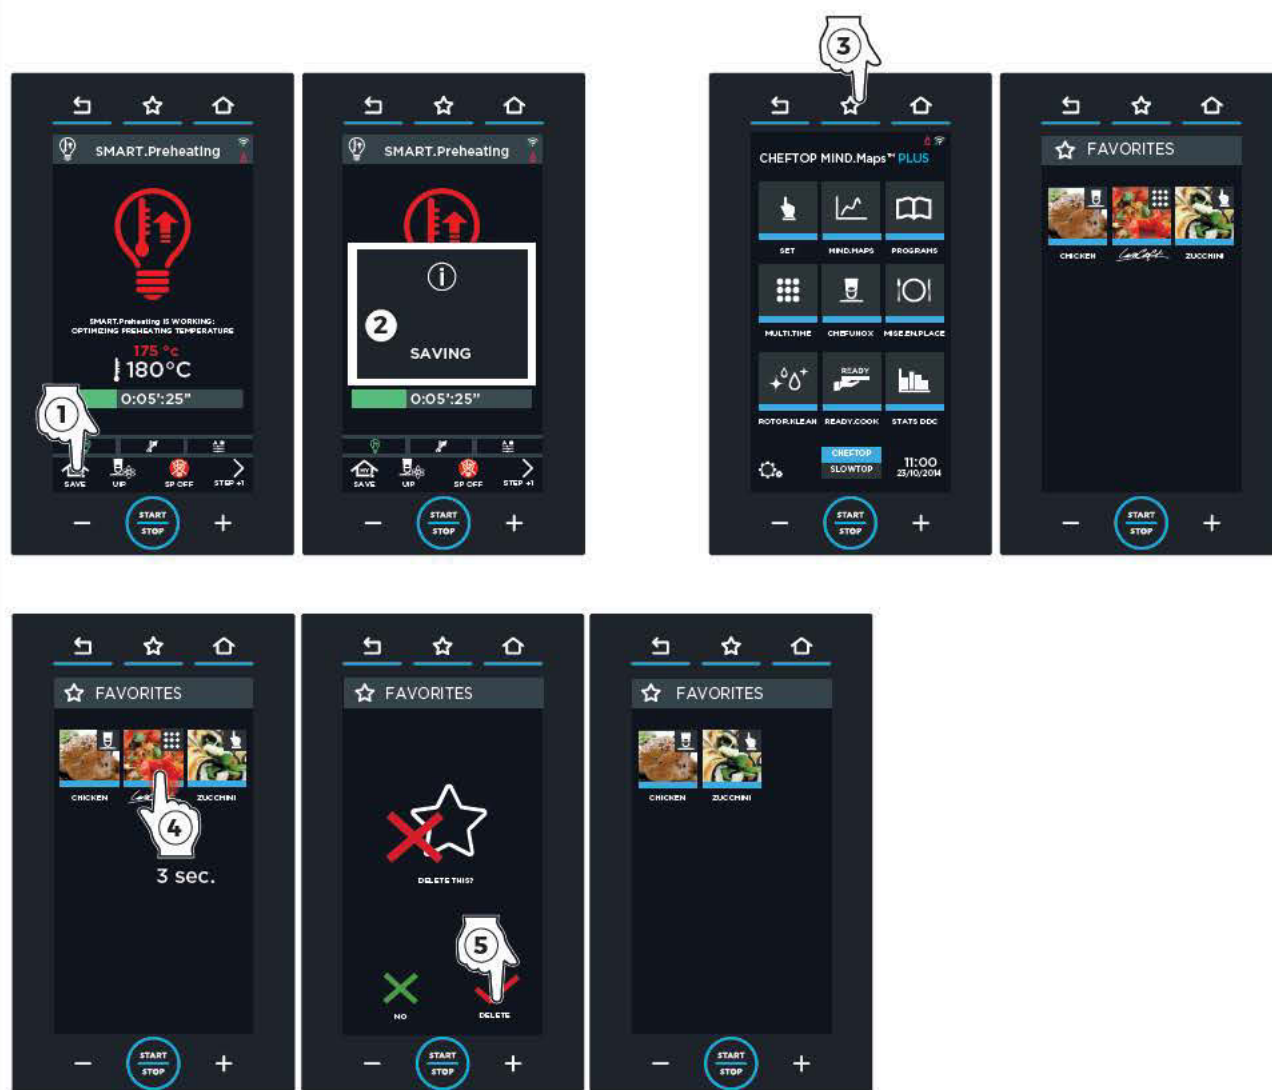 SMART.Preheating
SMART.Preheating IS WORKING:
OPTIMIZING PREHEATING TEMPERATURE
175 °c
180°C
0:05':25"
1
SAVE UIP SP OFF STEP +1
START
STOP
SMART.Preheating
2
SAVING
0:05':25"
MY
SAVE UIP SP OFF STEP +1
START
STOP
3
CHEFTOP MIND.Maps™ PLUS
SET MIND.MAPS PROGRAMS
MULTI.TIME CHEFUNOX MISE.EN.PLACE
READY
ROTOR.KLEAN READY.COOK STATS DDC
CHEFTOP
SLOWTOP
11:00
23/10/2014
START
STOP
FAVORITES
CHICKEN ZUCCHINI
START
STOP
FAVORITES
CHICKEN ZUCCHINI
4
3 sec.
START
STOP
FAVORITES
DELETE THIS?
5
NO DELETE
START
STOP
FAVORITES
CHICKEN ZUCCHINI
START
STOP